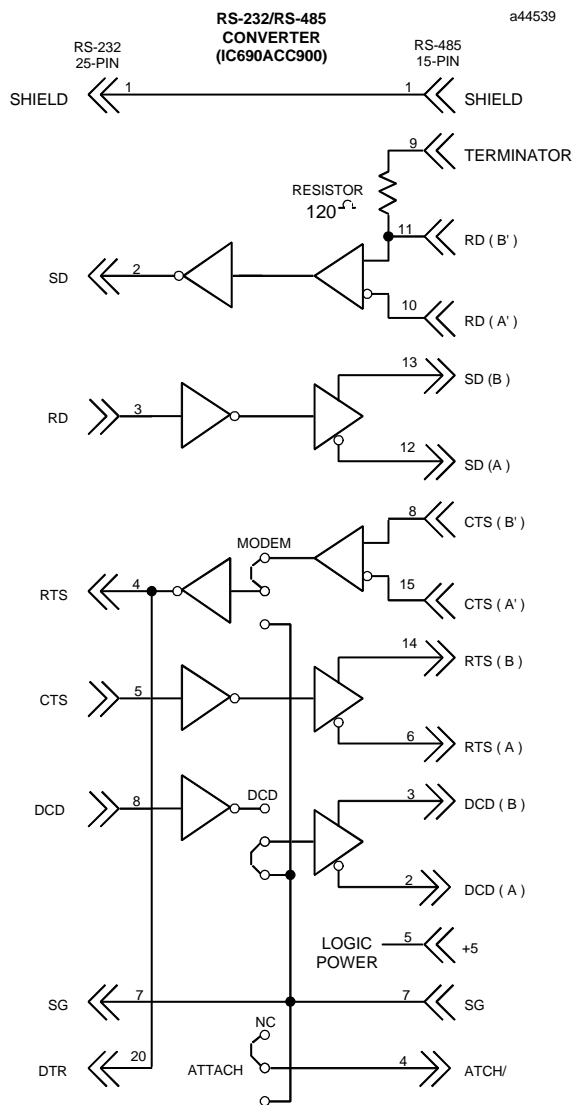 RS-232/RS-485
CONVERTER
(IC690ACC900)
a44539
RS-232
25-PIN
RS-485
15-PIN
SHIELD 1 1 SHIELD
9 TERMINATOR
RESISTOR
120
11 RD ( B' )
SD 2
10 RD ( A' )
13 SD (B )
RD 3
12 SD (A )
8 CTS ( B' )
MODEM
RTS 4 15 CTS ( A' )
14 RTS ( B )
CTS 5
6 RTS ( A )
DCD 8 DCD 3 DCD ( B )
2 DCD ( A )
LOGIC
POWER
5 +5
SG 7 7 SG
NC
DTR 20 ATTACH 4 ATCH/